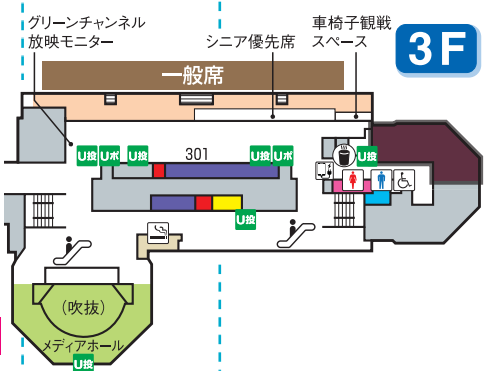 グリーンチャンネル
放映モニター
シニア優先席
車椅子観戦
スペース
3F
一般席
U投 Uポ U投 301 U投 Uポ U投
U投
(吹抜)
メディアホール
U投